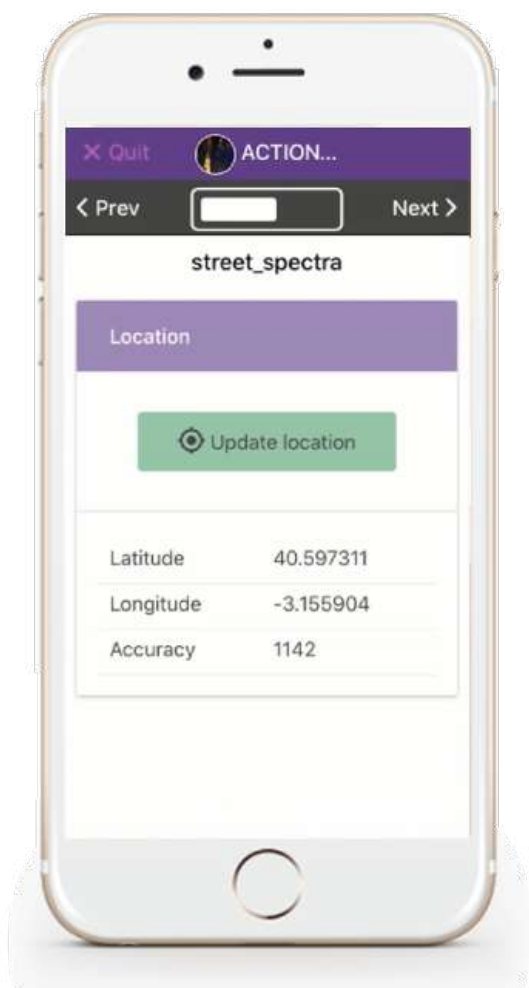 X Quit ACTION...
< Prev Next >
street_spectra
Location
Update location
Latitude 40.597311
Longitude -3.155904
Accuracy 1142